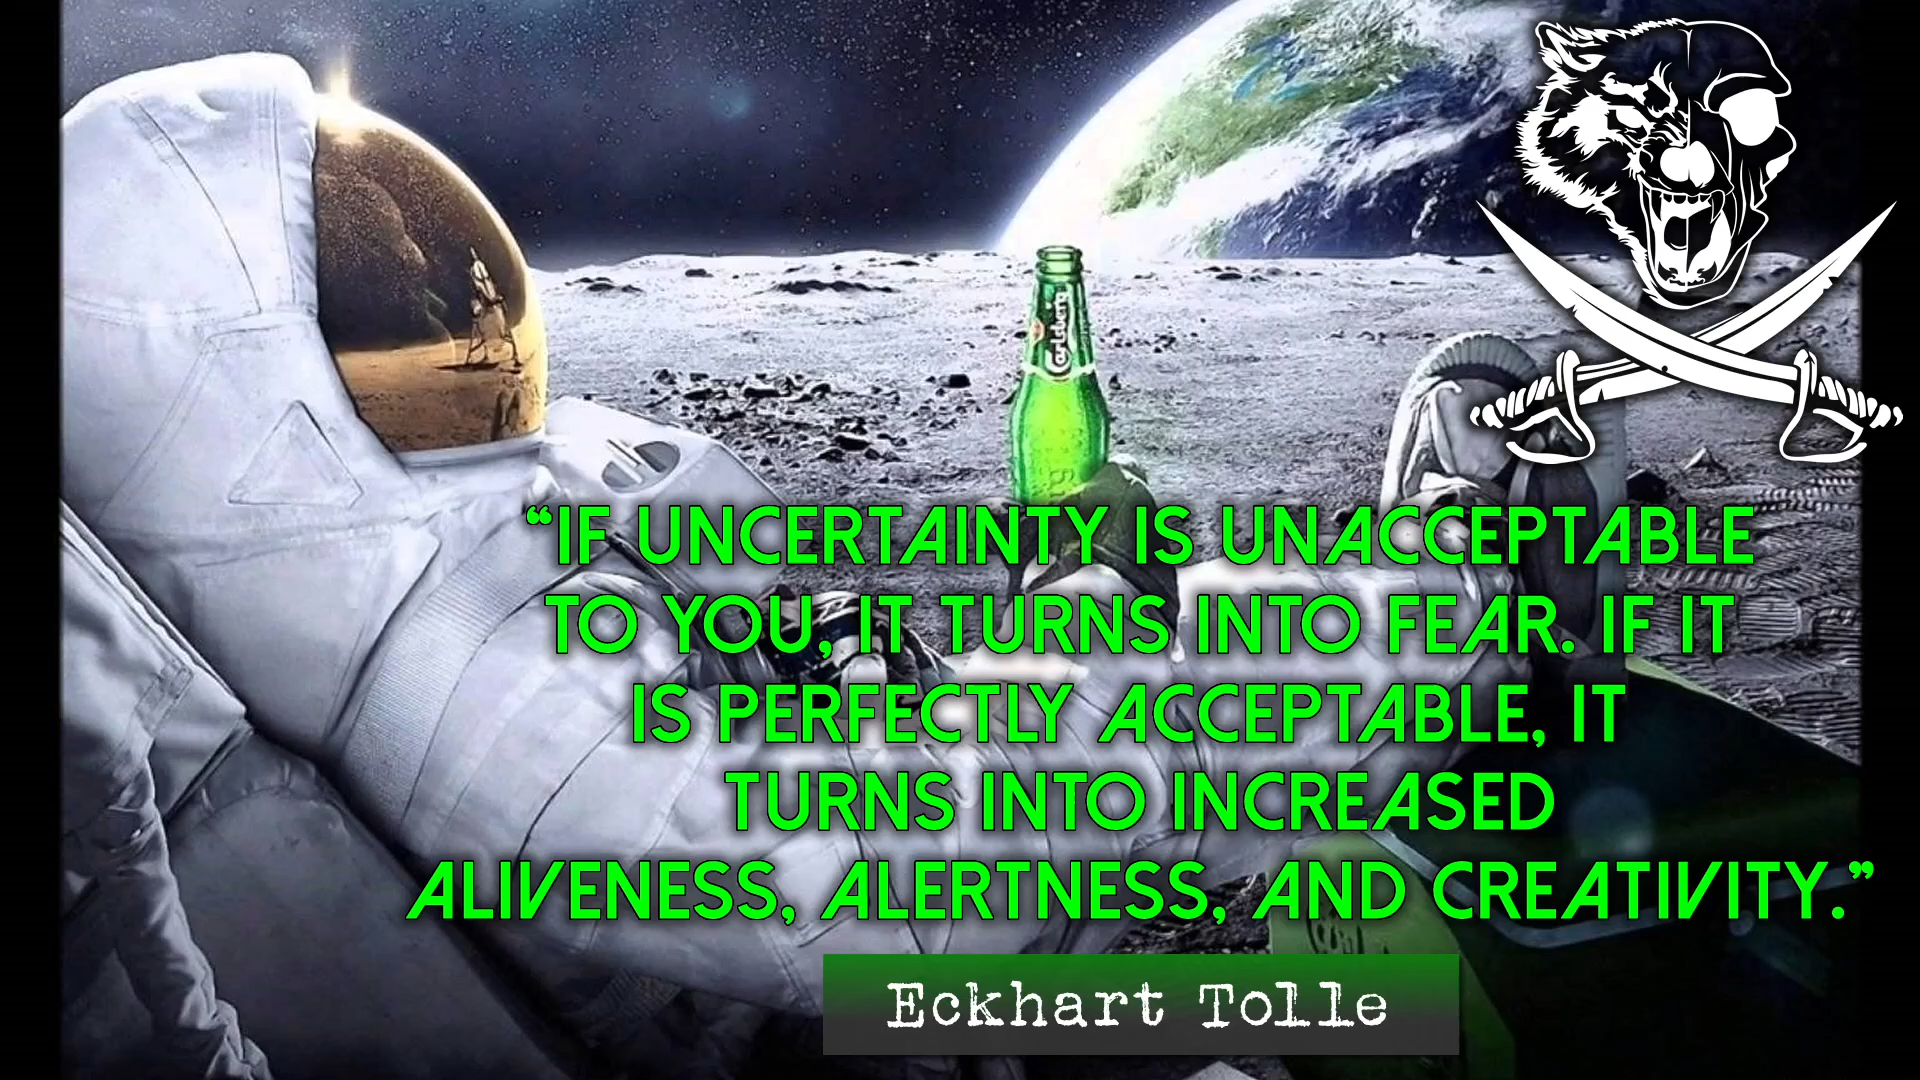 Carlsberg
“IF UNCERTAINTY IS UNACCEPTABLE
TO YOU, IT TURNS INTO FEAR. IF IT
IS PERFECTLY ACCEPTABLE, IT
TURNS INTO INCREASED
ALIVENESS, ALERTNESS, AND CREATIVITY.”
Eckhart Tolle